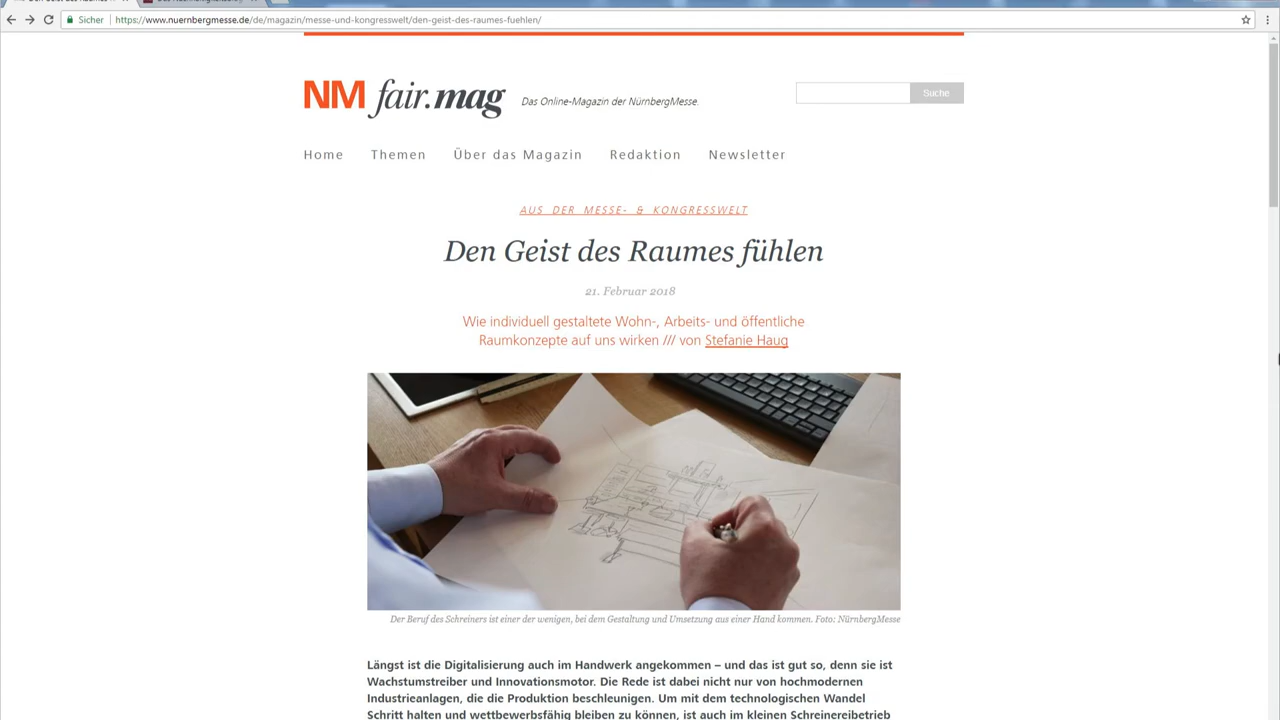 Sicher https://www.nuernbergmesse.de/de/magazin/messe-und-kongresswelt/den-geist-des-raumes-fuehlen/
NM fair.mag Das Online-Magazin der NürnbergMesse. Suche
Home Themen Über das Magazin Redaktion Newsletter
AUS DER MESSE- & KONGRESSWELT
Den Geist des Raumes fühlen
21. Februar 2018
Wie individuell gestaltete Wohn-, Arbeits- und öffentliche
Raumkonzepte auf uns wirken /// von Stefanie Haug
Der Beruf des Schreiners ist einer der wenigen, bei dem Gestaltung und Umsetzung aus einer Hand kommen. Foto: NürnbergMesse
Längst ist die Digitalisierung auch im Handwerk angekommen – und das ist gut so, denn sie ist
Wachstumstreiber und Innovationsmotor. Die Rede ist dabei nicht nur von hochmodernen
Industrieanlagen, die die Produktion beschleunigen. Um mit dem technologischen Wandel
Schritt halten und wettbewerbsfähig bleiben zu können, ist auch im kleinen Schreinereibetrieb